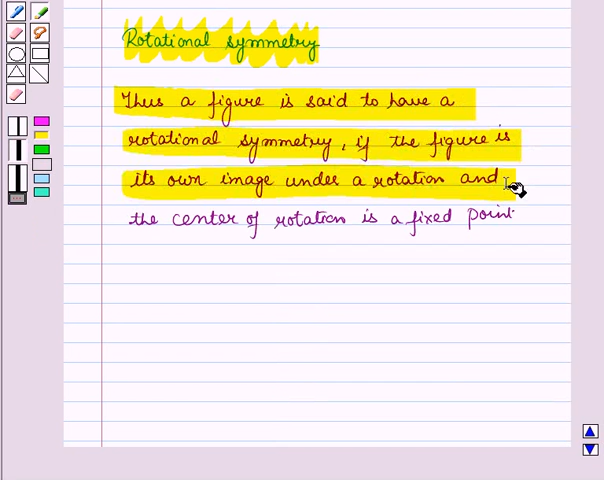 Rotational symmetry
Thus a figure is said to have a
rotational symmetry, if the figure is
its own image under a rotation and
the center of rotation is a fixed point.